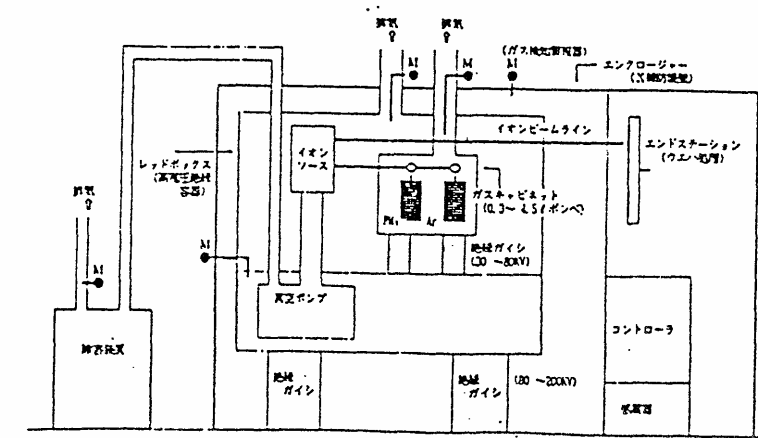 排気
排気
M
M
M
(ガス検知警報器)
エンクロージャー
(X線防護壁)
イオンビームライン
イオン
ソース
エンドステーション
(ウエハ処理)
レッドボックス
(高電圧絶縁
容器)
ガスキャビネット
(0.3~4.5ℓボンベ)
PH₃
Ar
排気
M
M
絶縁ガイシ
(30~80kV)
真空ポンプ
コントローラ
除害装置
絶縁
ガイシ
絶縁
ガイシ
(80~200kV)